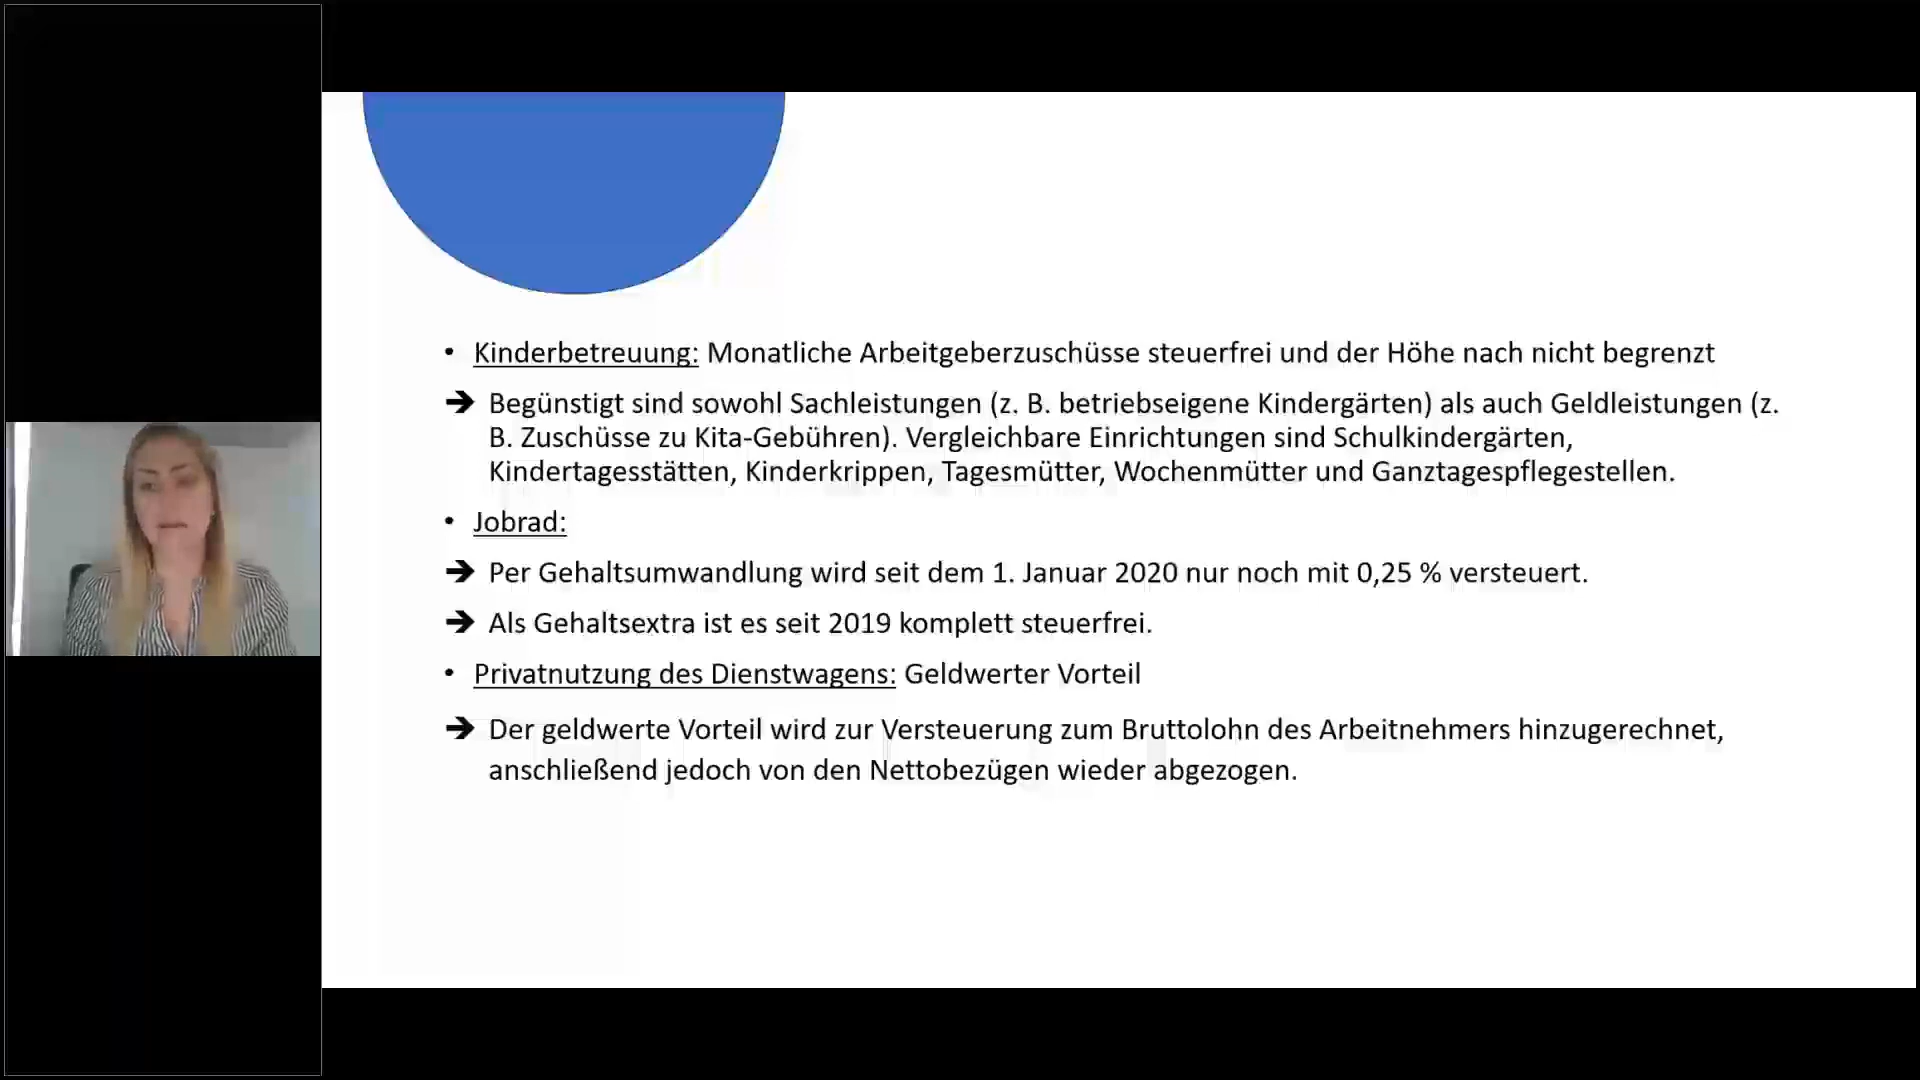 • Kinderbetreuung: Monatliche Arbeitgeberzuschüsse steuerfrei und der Höhe nach nicht begrenzt
➔ Begünstigt sind sowohl Sachleistungen (z. B. betriebseigene Kindergärten) als auch Geldleistungen (z.
B. Zuschüsse zu Kita-Gebühren). Vergleichbare Einrichtungen sind Schulkindergärten,
Kindertagesstätten, Kinderkrippen, Tagesmütter, Wochenmütter und Ganztagespflegestellen.
• Jobrad:
➔ Per Gehaltsumwandlung wird seit dem 1. Januar 2020 nur noch mit 0,25 % versteuert.
➔ Als Gehaltsextra ist es seit 2019 komplett steuerfrei.
• Privatnutzung des Dienstwagens: Geldwerter Vorteil
➔ Der geldwerte Vorteil wird zur Versteuerung zum Bruttolohn des Arbeitnehmers hinzugerechnet,
anschließend jedoch von den Nettobezügen wieder abgezogen.